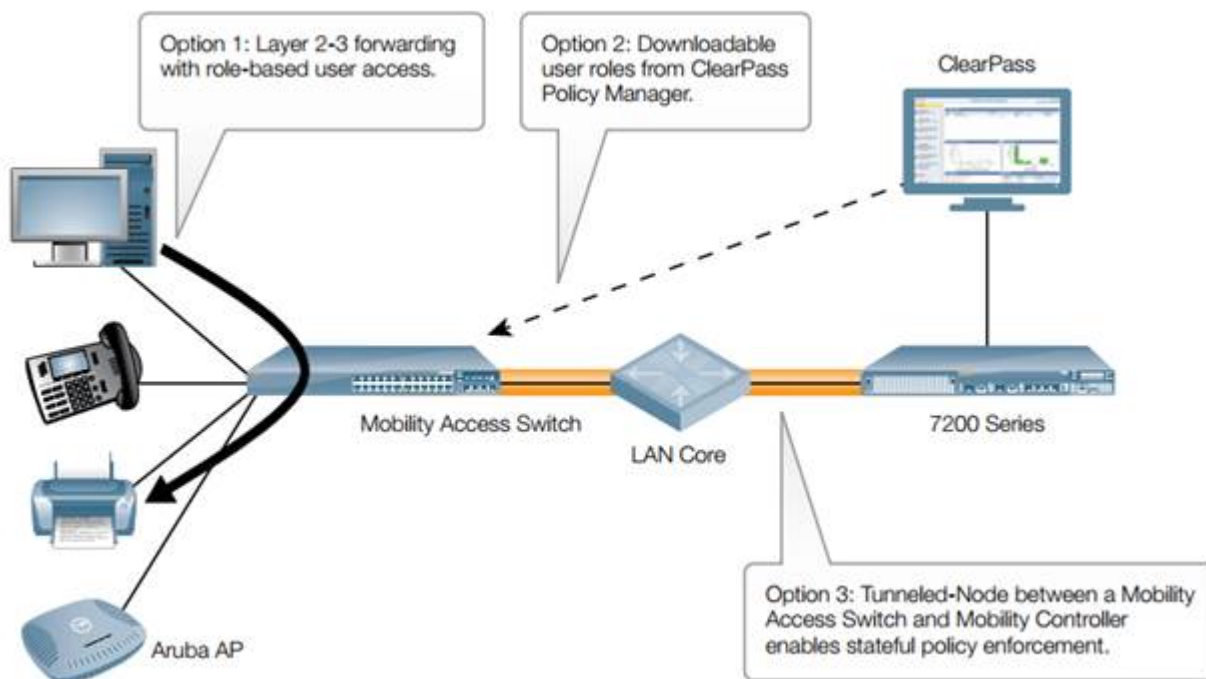 Option 1: Layer 2-3 forwarding
with role-based user access.
Option 2: Downloadable
user roles from ClearPass
Policy Manager.
ClearPass
Mobility Access Switch
LAN Core
7200 Series
Aruba AP
Option 3: Tunneled-Node between a Mobility
Access Switch and Mobility Controller
enables stateful policy enforcement.